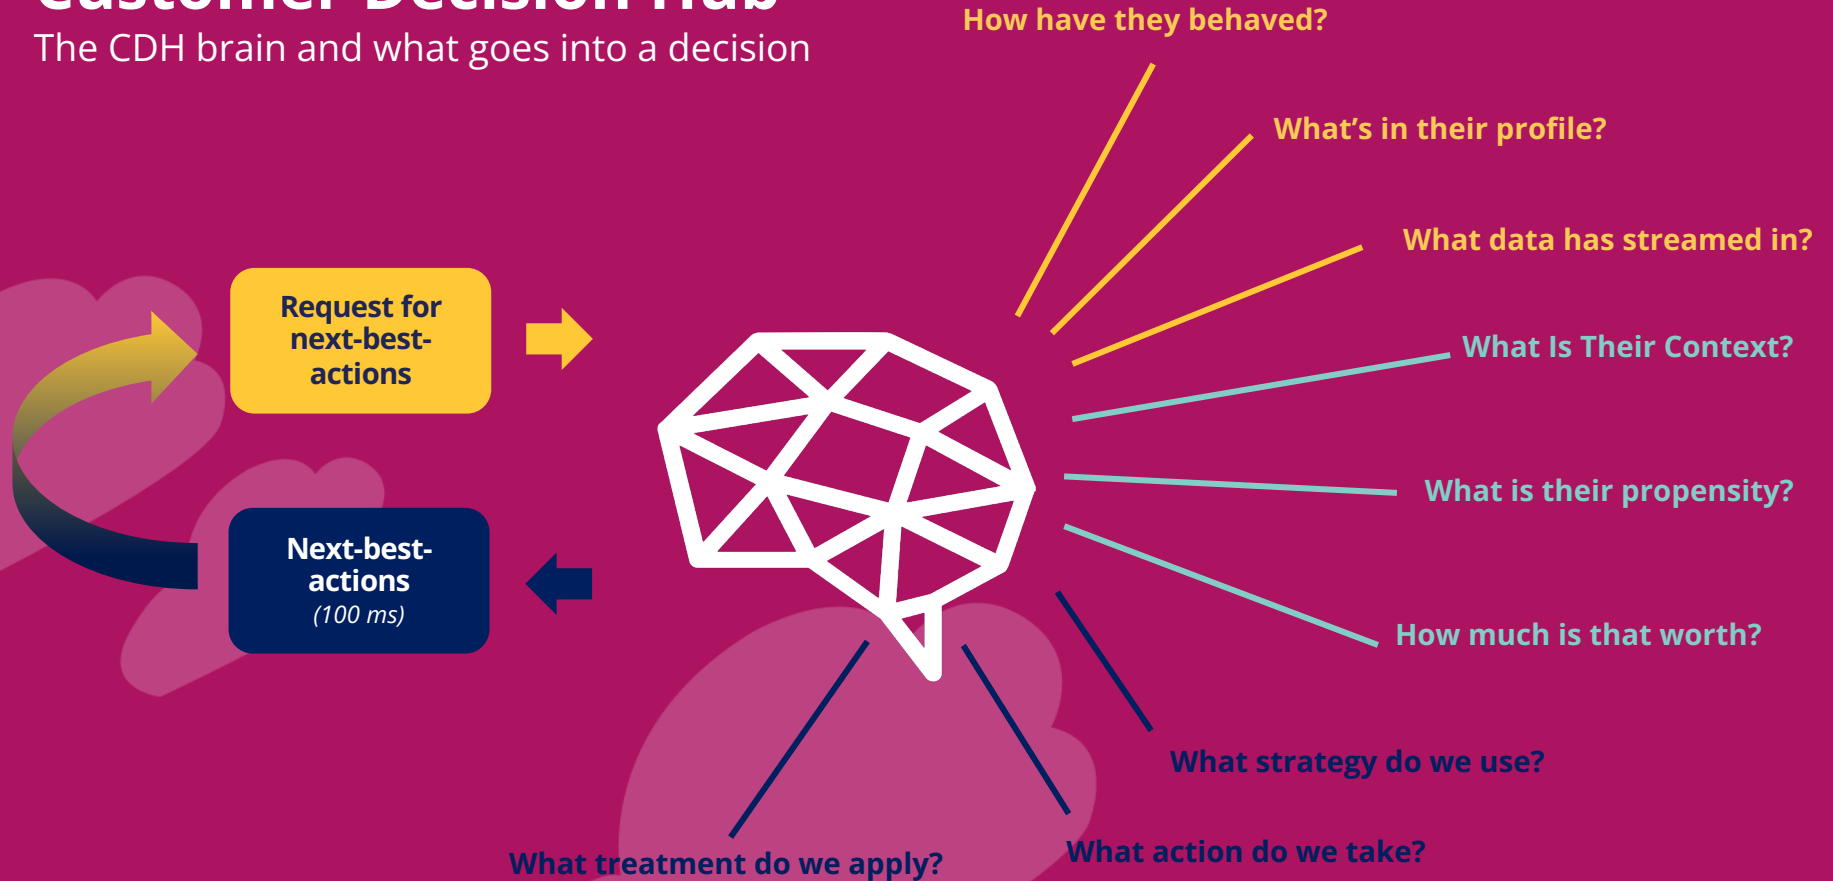 Customer Decision Hub
The CDH brain and what goes into a decision
How have they behaved?
What’s in their profile?
What data has streamed in?
What Is Their Context?
What is their propensity?
How much is that worth?
What strategy do we use?
What action do we take?
What treatment do we apply?
Request for
next-best-
actions
Next-best-
actions
(100 ms)